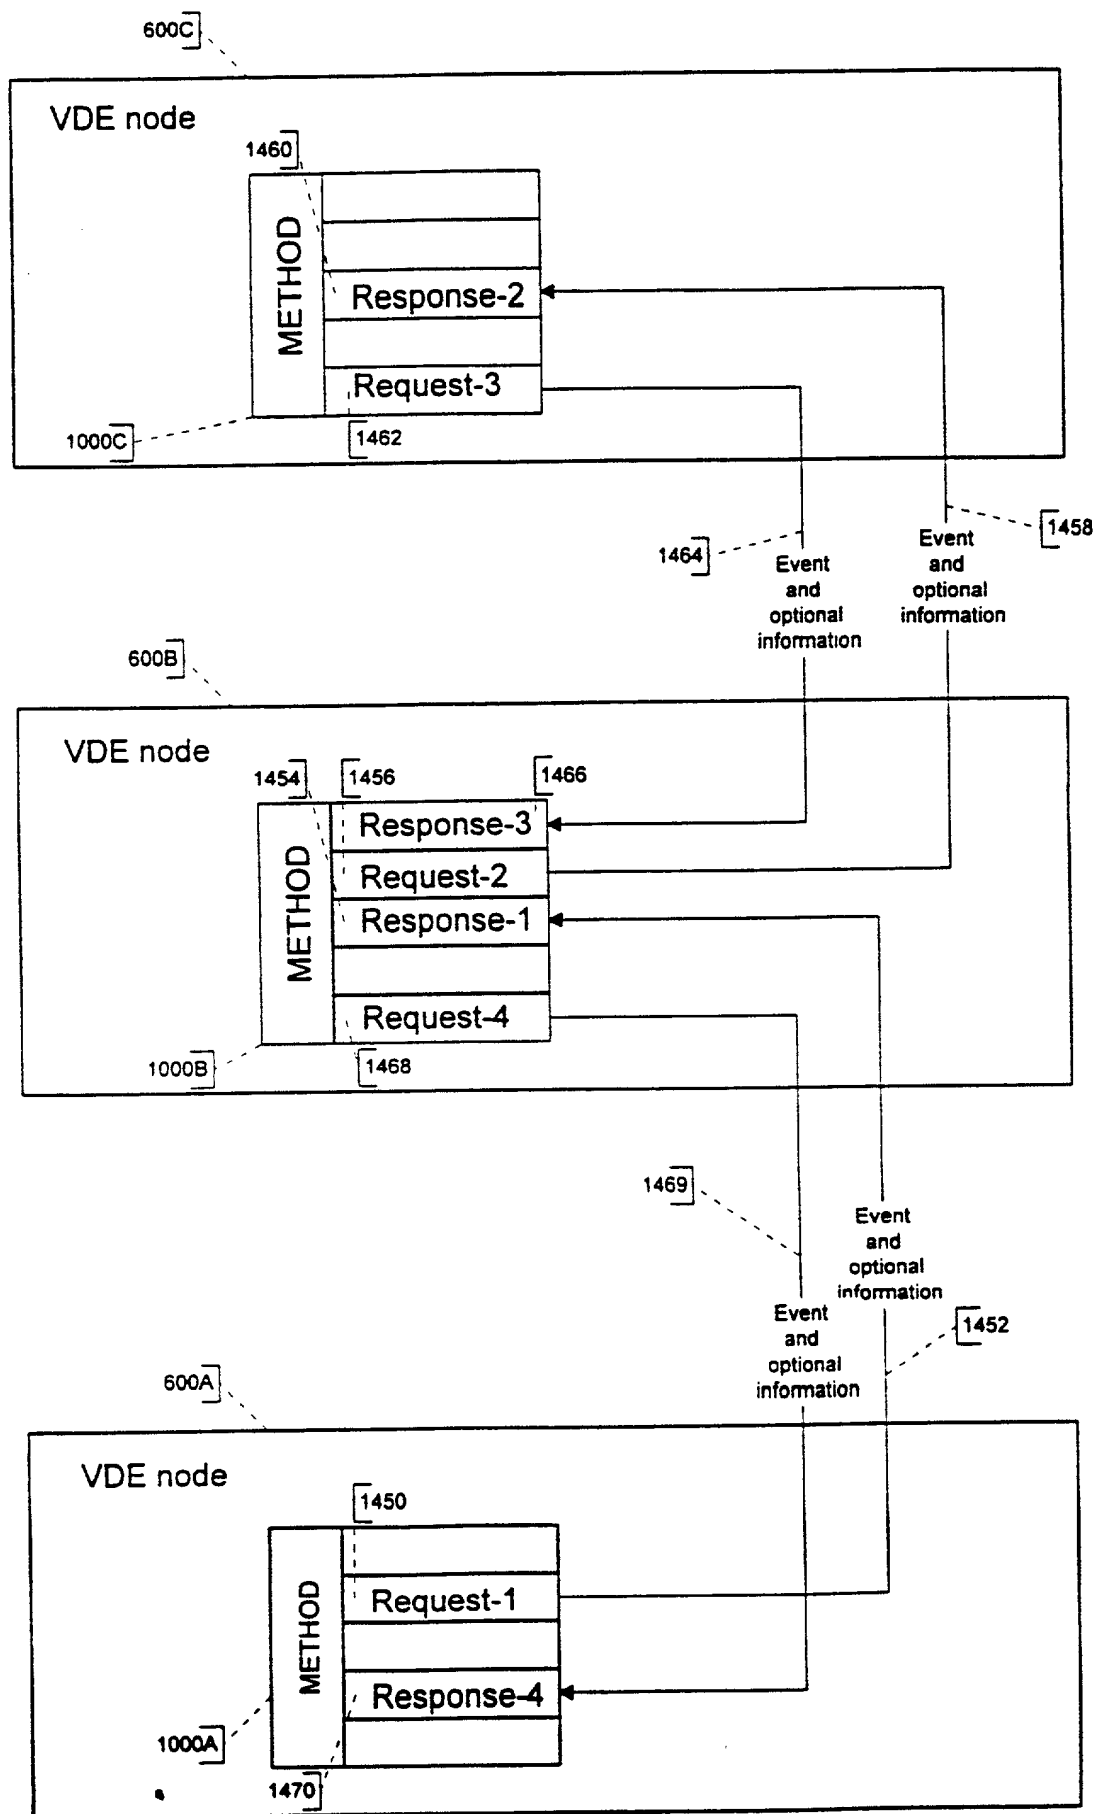 600C
VDE node
1460
METHOD
Response-2
Request-3
1000C
1462
1464
1458
Event
and
optional
information
Event
and
optional
information
600B
VDE node
1454
1456
1466
METHOD
Response-3
Request-2
Response-1
Request-4
1000B
1468
1469
Event
and
optional
information
1452
Event
and
optional
information
600A
VDE node
1450
METHOD
Request-1
Response-4
1000A
1470